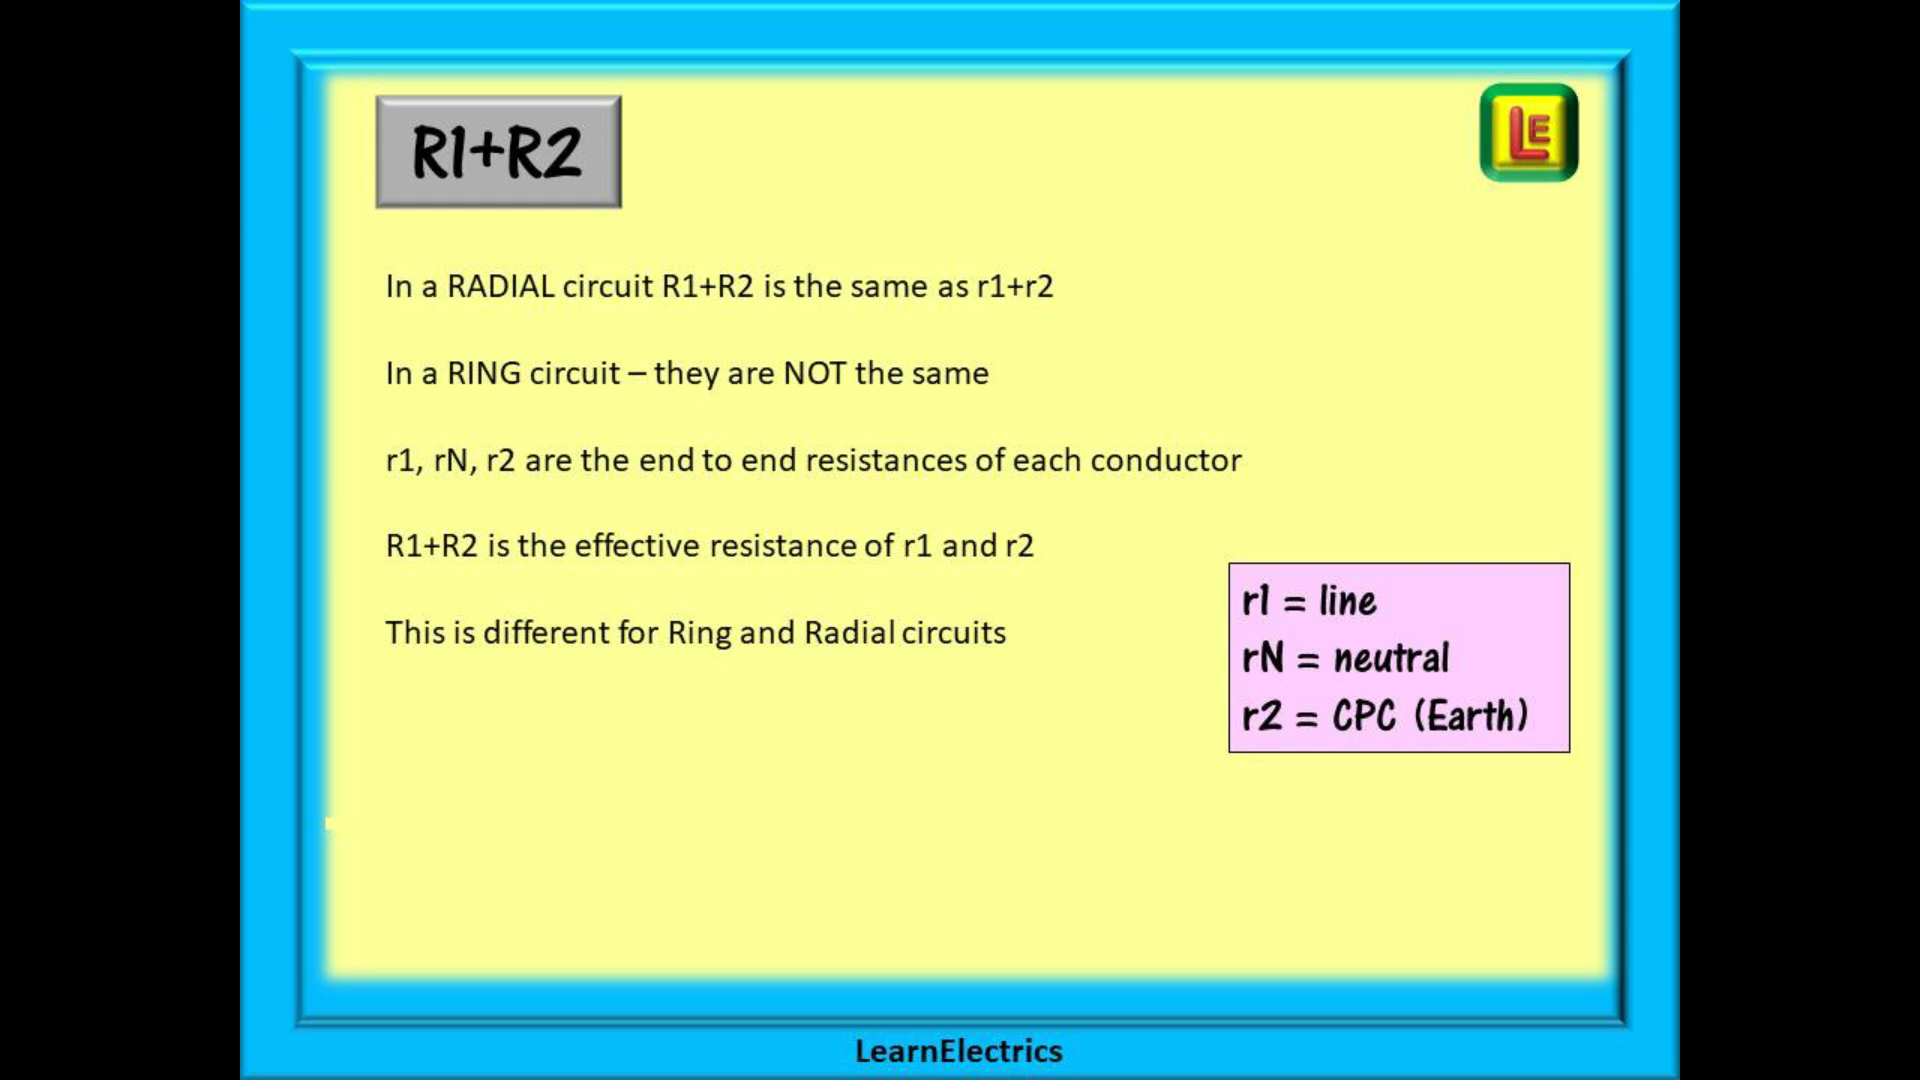 R1+R2
LE
In a RADIAL circuit R1+R2 is the same as r1+r2
In a RING circuit – they are NOT the same
r1, rN, r2 are the end to end resistances of each conductor
R1+R2 is the effective resistance of r1 and r2
This is different for Ring and Radial circuits
r1 = line
rN = neutral
r2 = CPC (Earth)
LearnElectrics